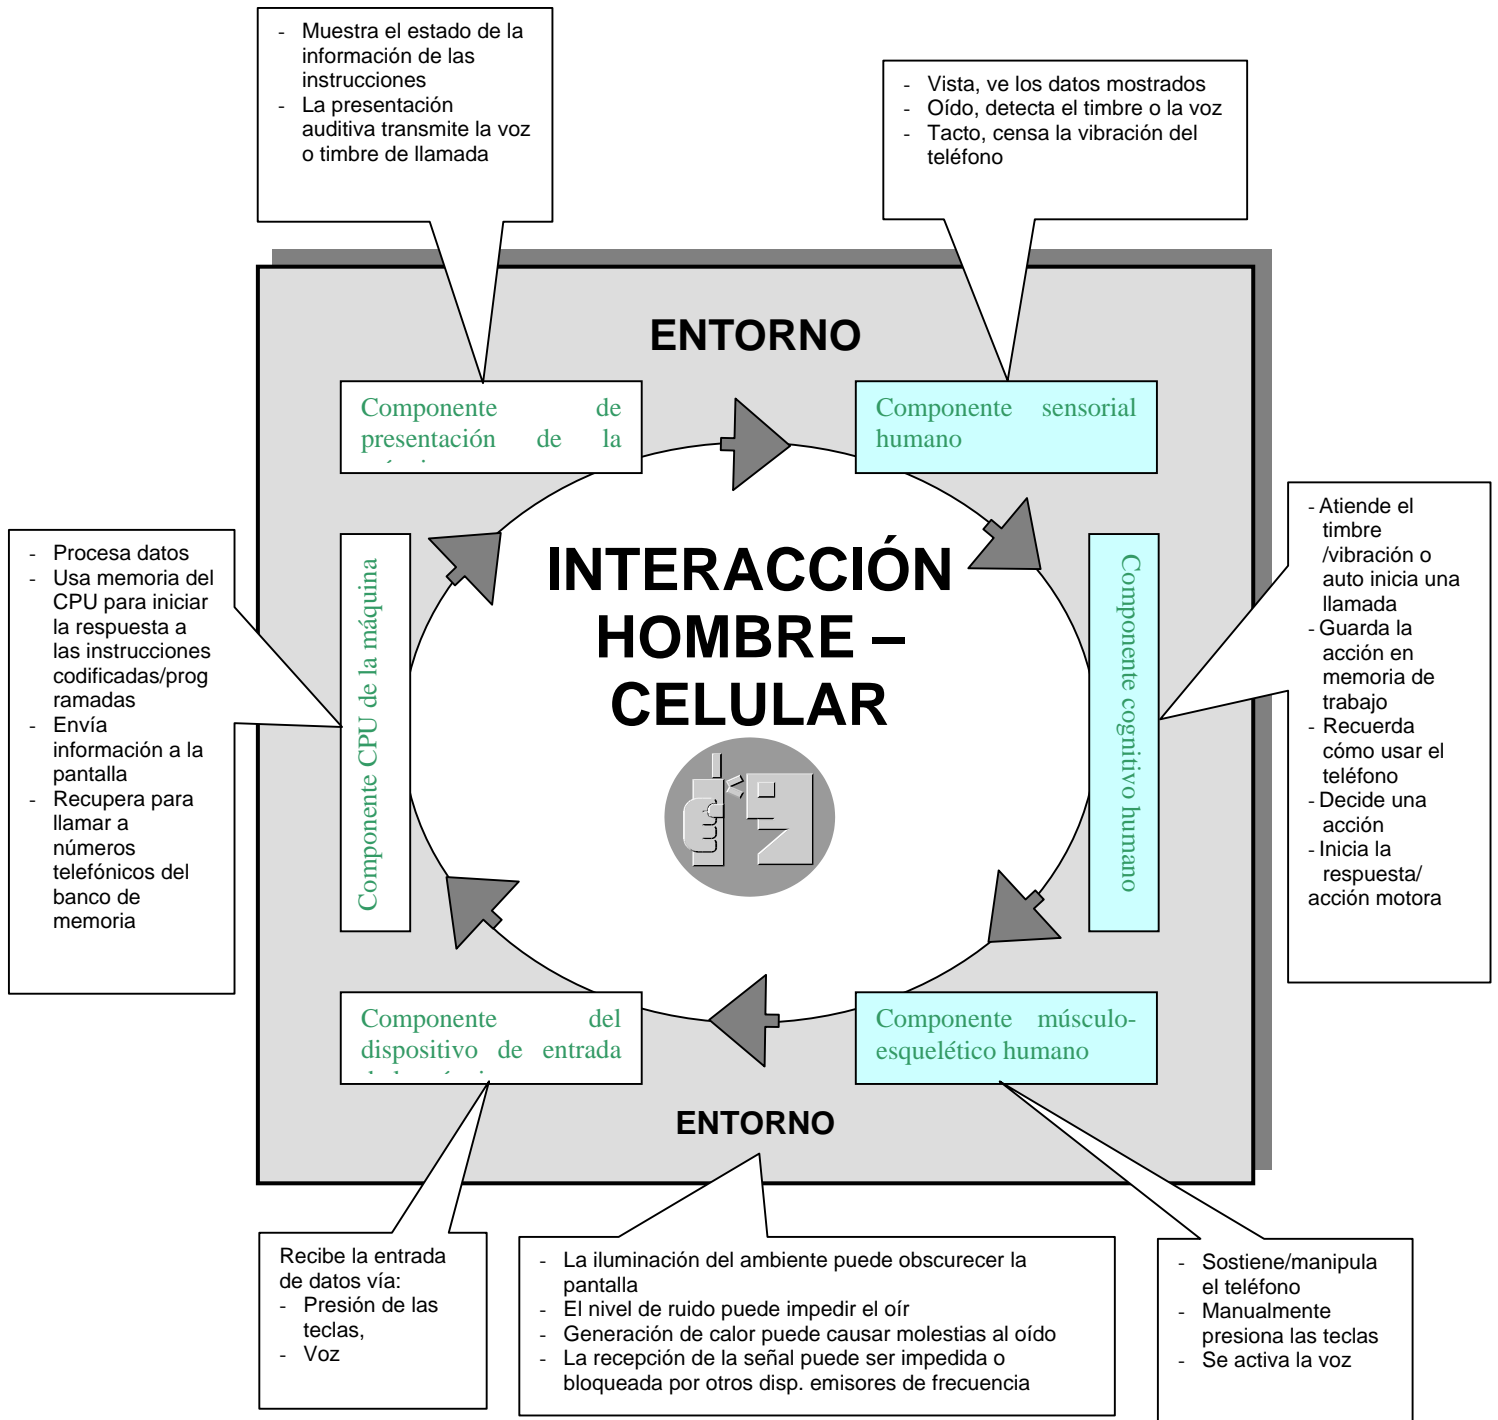 - Muestra el estado de la
información de las
instrucciones
- La presentación
auditiva transmite la voz
o timbre de llamada
- Vista, ve los datos mostrados
- Oído, detecta el timbre o la voz
- Tacto, censa la vibración del
teléfono
ENTORNO
Componente de
presentación de la
Componente sensorial
humano
- Procesa datos
- Usa memoria del
CPU para iniciar
la respuesta a
las instrucciones
codificadas/prog
ramadas
- Envía
información a la
pantalla
- Recupera para
llamar a
números
telefónicos del
banco de
memoria
Componente CPU de la máquina
INTERACCIÓN
HOMBRE –
CELULAR
Componente cognitivo humano
- Atiende el
timbre
/vibración o
auto inicia una
llamada
- Guarda la
acción en
memoria de
trabajo
- Recuerda
cómo usar el
teléfono
- Decide una
acción
- Inicia la
respuesta/
acción motora
Componente del
dispositivo de entrada
Componente músculo-
esquelético humano
ENTORNO
Recibe la entrada
de datos vía:
- Presión de las
teclas,
- Voz
- La iluminación del ambiente puede obscurecer la
pantalla
- El nivel de ruido puede impedir el oír
- Generación de calor puede causar molestias al oído
- La recepción de la señal puede ser impedida o
bloqueada por otros disp. emisores de frecuencia
- Sostiene/manipula
el teléfono
- Manualmente
presiona las teclas
- Se activa la voz